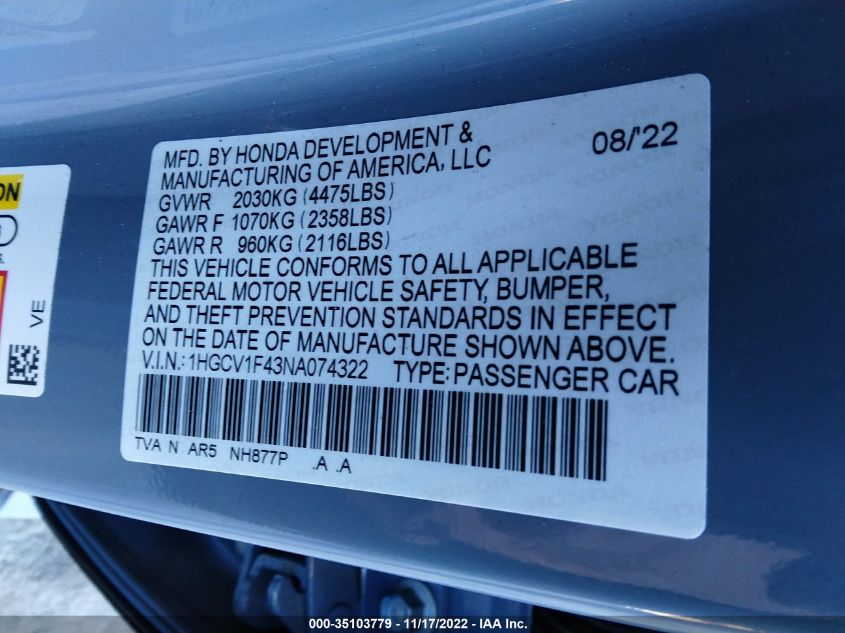 MFD. BY HONDA DEVELOPMENT &
MANUFACTURING OF AMERICA, LLC
08/'22
GVWR 2030KG (4475LBS)
GAWR F 1070KG (2358LBS)
GAWR R 960KG (2116LBS)
THIS VEHICLE CONFORMS TO ALL APPLICABLE
FEDERAL MOTOR VEHICLE SAFETY, BUMPER,
AND THEFT PREVENTION STANDARDS IN EFFECT
ON THE DATE OF MANUFACTURE SHOWN ABOVE.
V.I.N.: 1HGCV1F43NA074322 TYPE: PASSENGER CAR
TVA N AR5 NH877P .A .A
VE
000-35103779 - 11/17/2022 - IAA Inc.